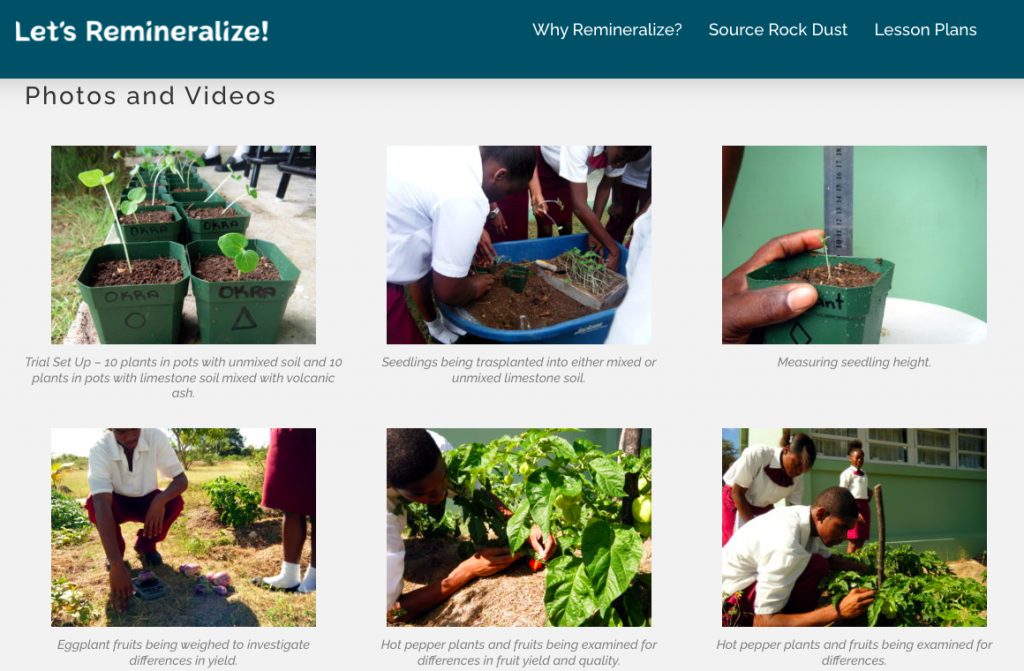 Let's Remineralize!
Why Remineralize? Source Rock Dust Lesson Plans
Photos and Videos
OKRA OKRA
OKRA OKRA
Trial Set Up – 10 plants in pots with unmixed soil and 10
plants in pots with limestone soil mixed with volcanic
ash.
Seedlings being trasplanted into either mixed or
unmixed limestone soil.
Measuring seedling height.
Eggplant fruits being weighed to investigate
differences in yield.
Hot pepper plants and fruits being examined for
differences in fruit yield and quality.
Hot pepper plants and fruits being examined for
differences.